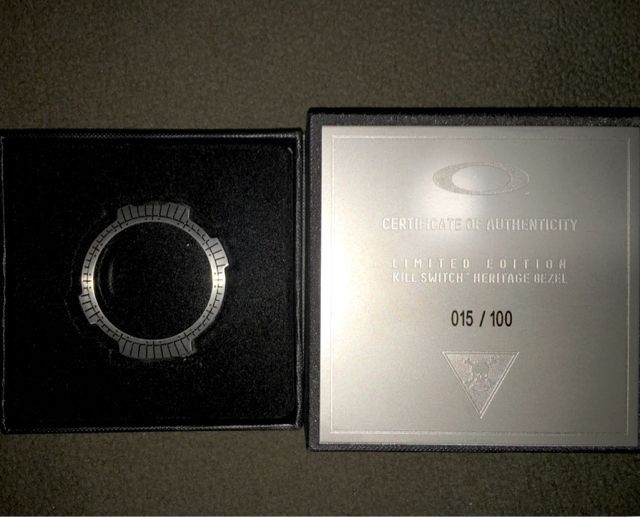 CERTIFICATE OF AUTHENTICITY
LIMITED EDITION
KILL SWITCH™ HERITAGE BEZEL
015 / 100